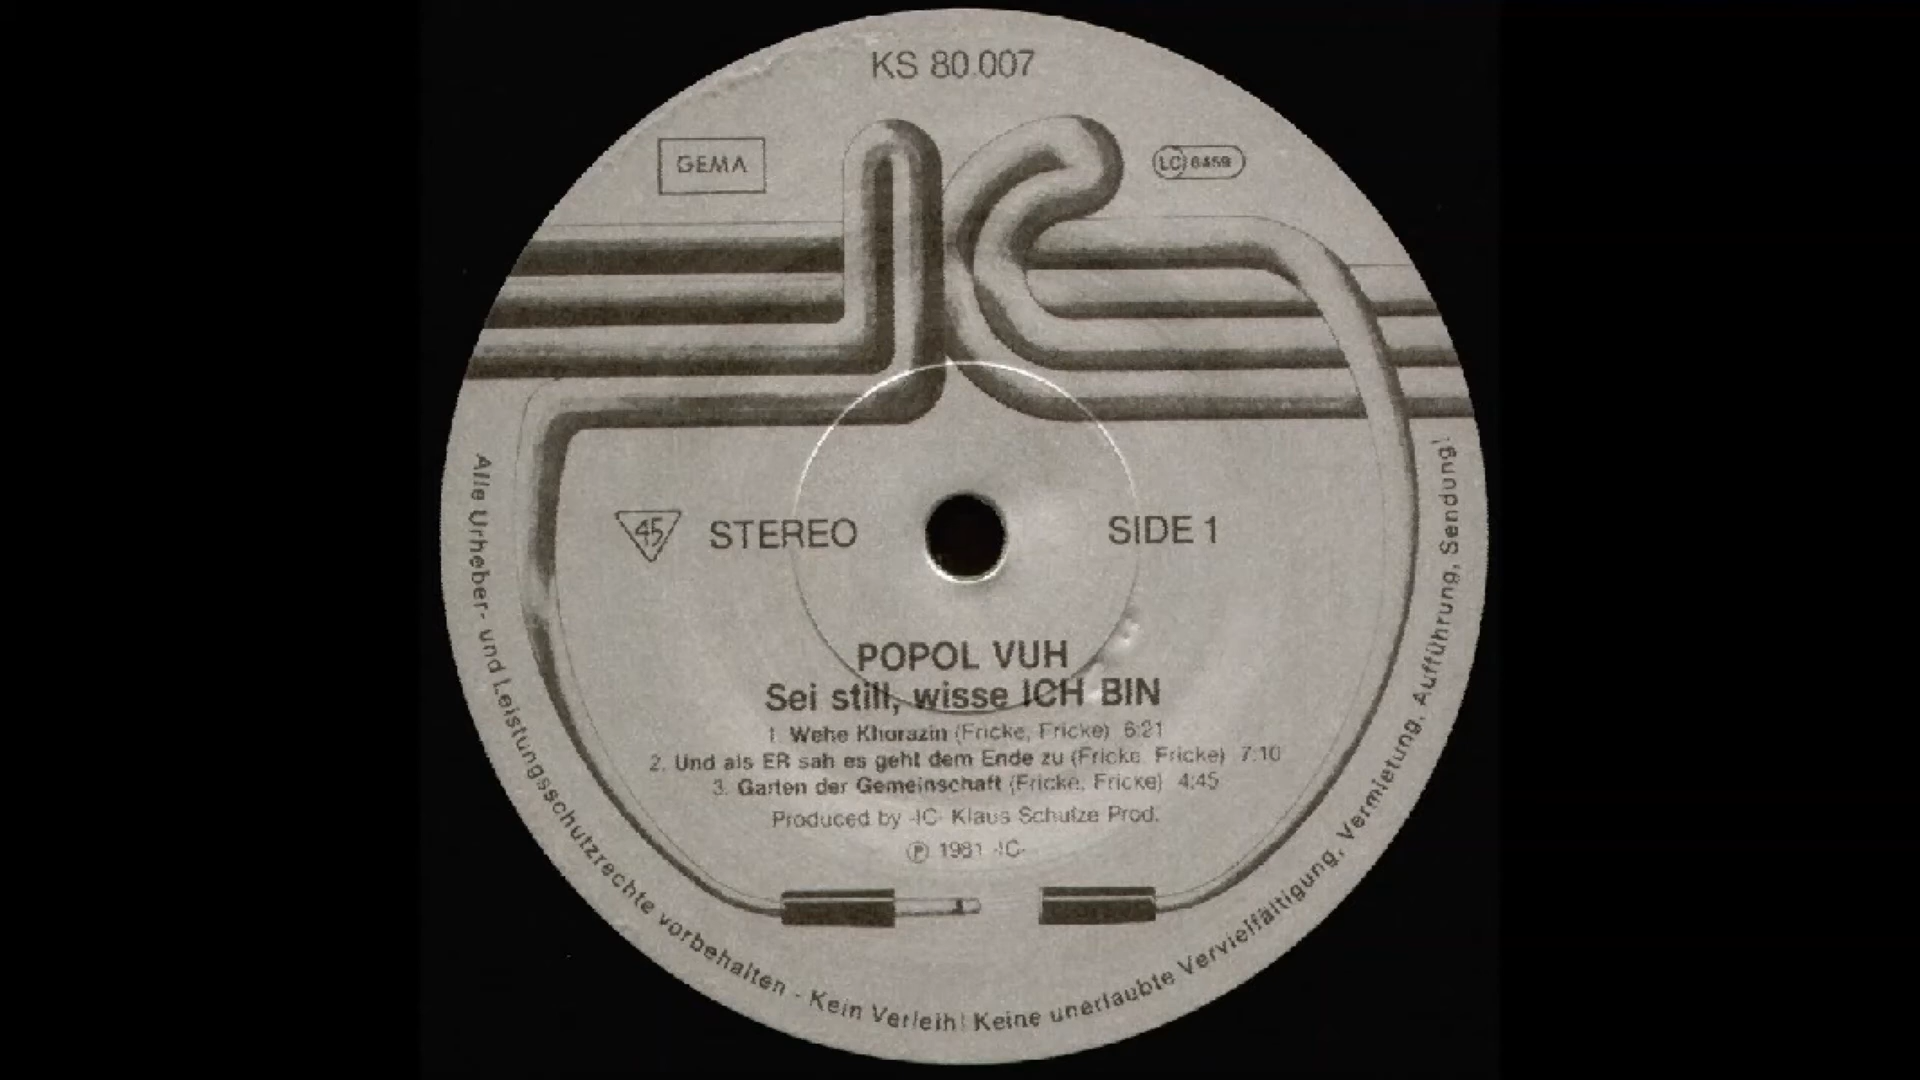 KS 80.007
GEMA
LC 6459
IC
45 STEREO
SIDE 1
POPOL VUH
Sei still, wisse ICH BIN
1. Wehe Khorazin (Fricke, Fricke) 6:21
2. Und als ER sah es geht dem Ende zu (Fricke, Fricke) 7:10
3. Garten der Gemeinschaft (Fricke, Fricke) 4:45
Produced by -IC- Klaus Schulze Prod.
Ⓟ 1981 -IC-
Alle Urheber- und Leistungsschutzrechte vorbehalten - Kein Verleih! Keine unerlaubte Vervielfältigung, Vermietung, Aufführung, Sendung!